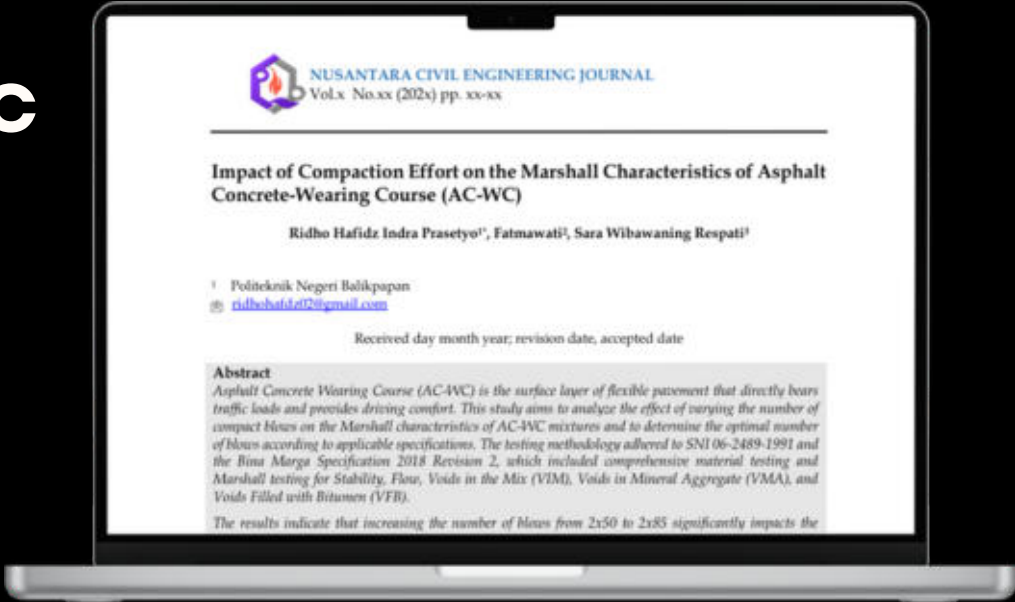 C
NUSANTARA CIVIL ENGINEERING JOURNAL
Vol.x No.xx (202x) pp. xx-xx
Impact of Compaction Effort on the Marshall Characteristics of Asphalt
Concrete-Wearing Course (AC-WC)
Ridho Hafidz Indra Prasetyo¹*, Fatmawati², Sara Wibawaning Respati³
¹ Politeknik Negeri Balikpapan
ridhohafdz02@gmail.com
Received day month year; revision date, accepted date
Abstract
Asphalt Concrete Wearing Course (AC-WC) is the surface layer of flexible pavement that directly bears
traffic loads and provides driving comfort. This study aims to analyze the effect of varying the number of
compact blows on the Marshall characteristics of AC-WC mixtures and to determine the optimal number
of blows according to applicable specifications. The testing methodology adhered to SNI 06-2489-1991 and
the Bina Marga Specification 2018 Revision 2, which included comprehensive material testing and
Marshall testing for Stability, Flow, Voids in the Mix (VIM), Voids in Mineral Aggregate (VMA), and
Voids Filled with Bitumen (VFB).
The results indicate that increasing the number of blows from 2x50 to 2x85 significantly impacts the